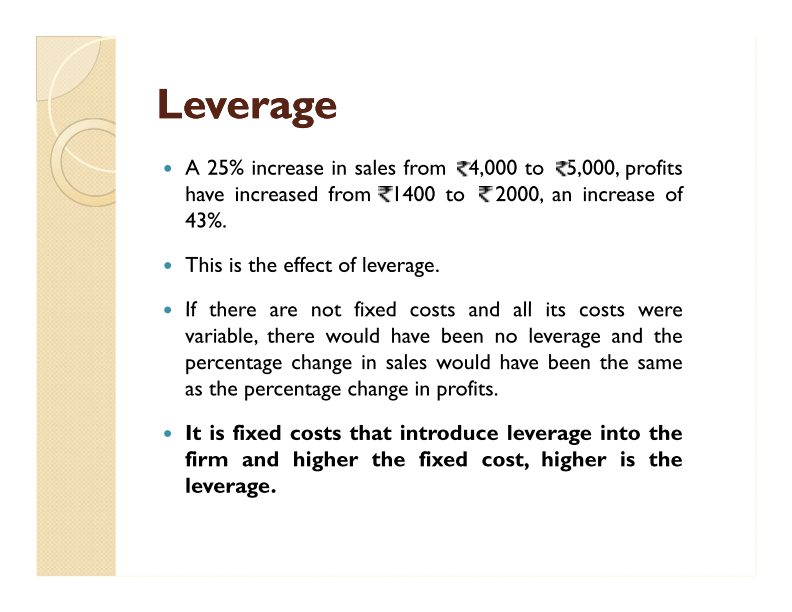 Leverage
• A 25% increase in sales from ₹4,000 to ₹5,000, profits
have increased from ₹1400 to ₹2000, an increase of
43%.
• This is the effect of leverage.
• If there are not fixed costs and all its costs were
variable, there would have been no leverage and the
percentage change in sales would have been the same
as the percentage change in profits.
• It is fixed costs that introduce leverage into the
firm and higher the fixed cost, higher is the
leverage.